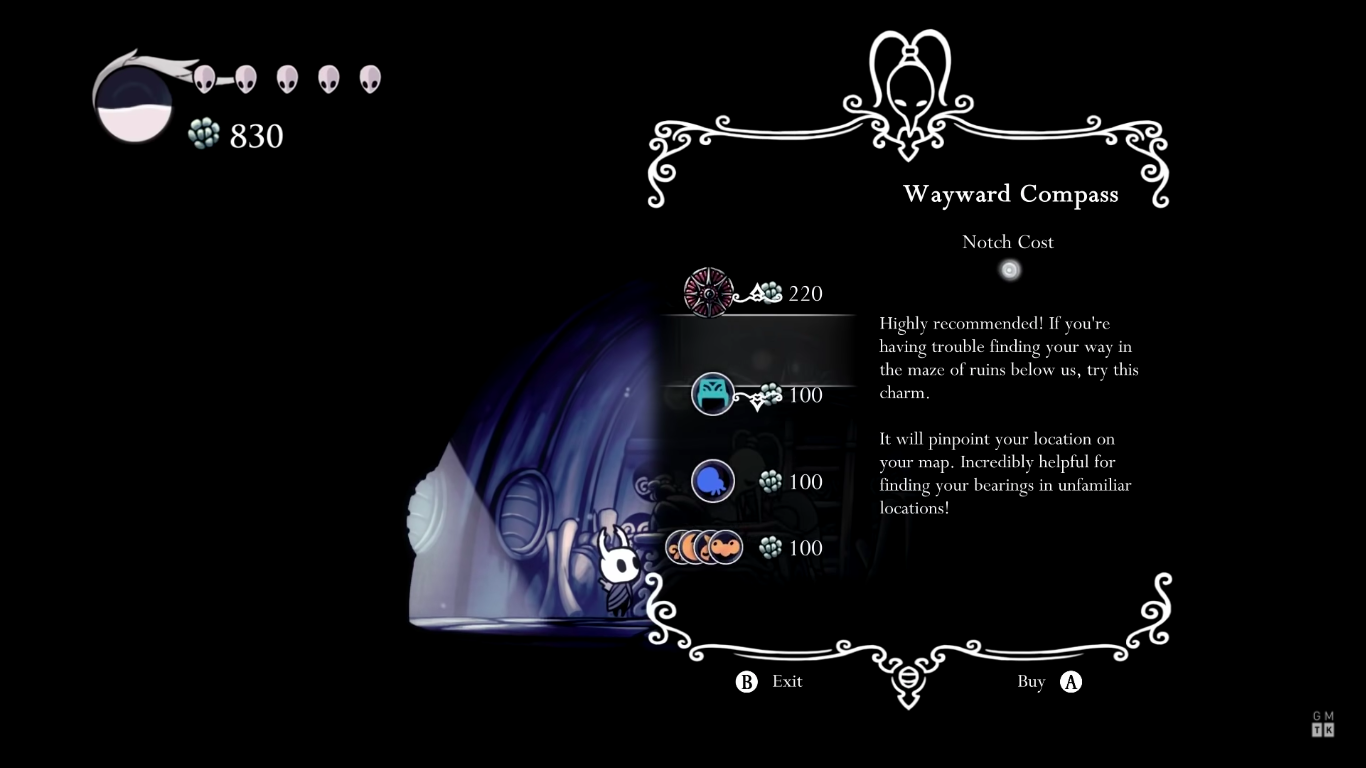 830
Wayward Compass
Notch Cost
220
100
100
100
Highly recommended! If you're
having trouble finding your way in
the maze of ruins below us, try this
charm.
It will pinpoint your location on
your map. Incredibly helpful for
finding your bearings in unfamiliar
locations!
B Exit
Buy A
GM
TK